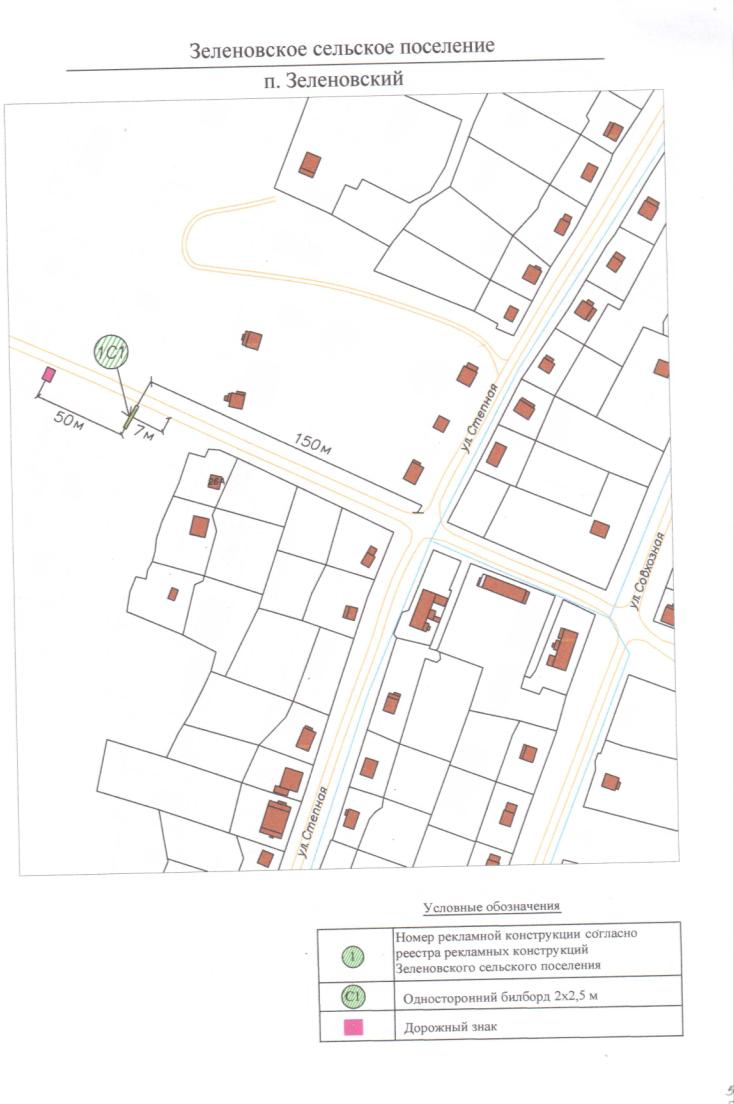 Зеленовское сельское поселение
п. Зеленовский
1С1
50м
7м
150м
26А
ул. Степная
ул. Совхозная
ул. Степная
Условные обозначения
1
Номер рекламной конструкции согласно
реестра рекламных конструкций
Зеленовского сельского поселения
С1
Односторонний билборд 2х2,5 м
Дорожный знак